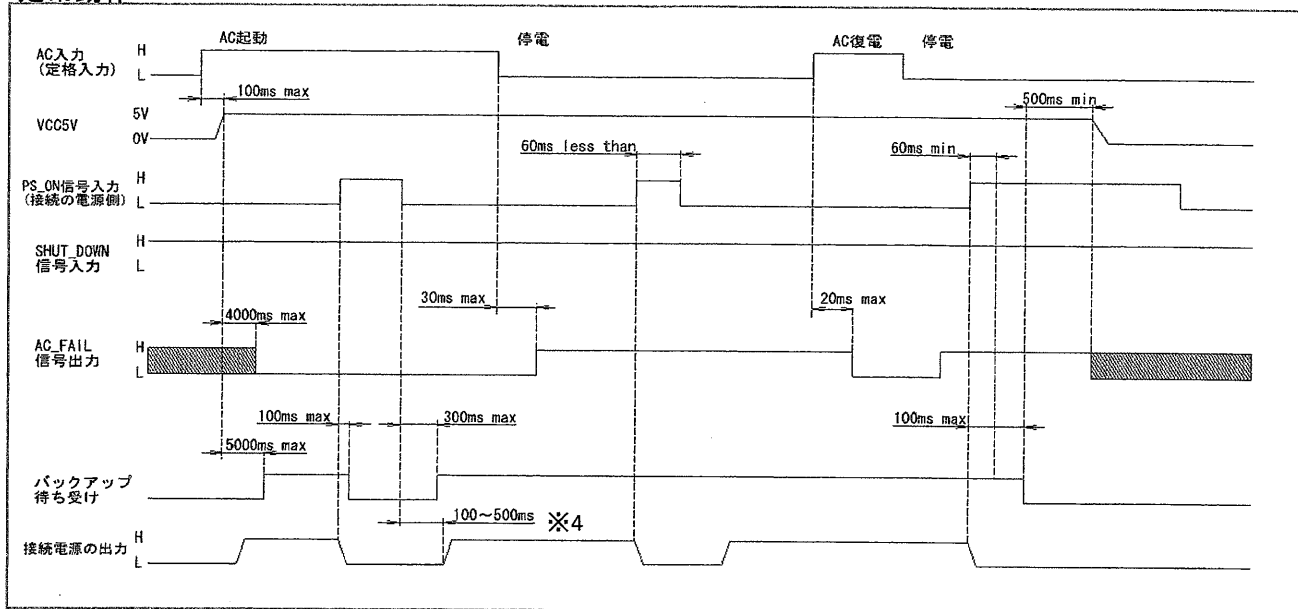 AC入力
(定格入力)
H
L
AC起動
停電
AC復電
停電
100ms max
500ms min
VCC5V
5V
0V
60ms less than
60ms min
PS_ON信号入力
(接続の電源側)
H
L
SHUT_DOWN
信号入力
H
L
30ms max
20ms max
4000ms max
AC_FAIL
信号出力
H
L
100ms max
300ms max
100ms max
5000ms max
バックアップ
待ち受け
100～500ms ※4
接続電源の出力
H
L